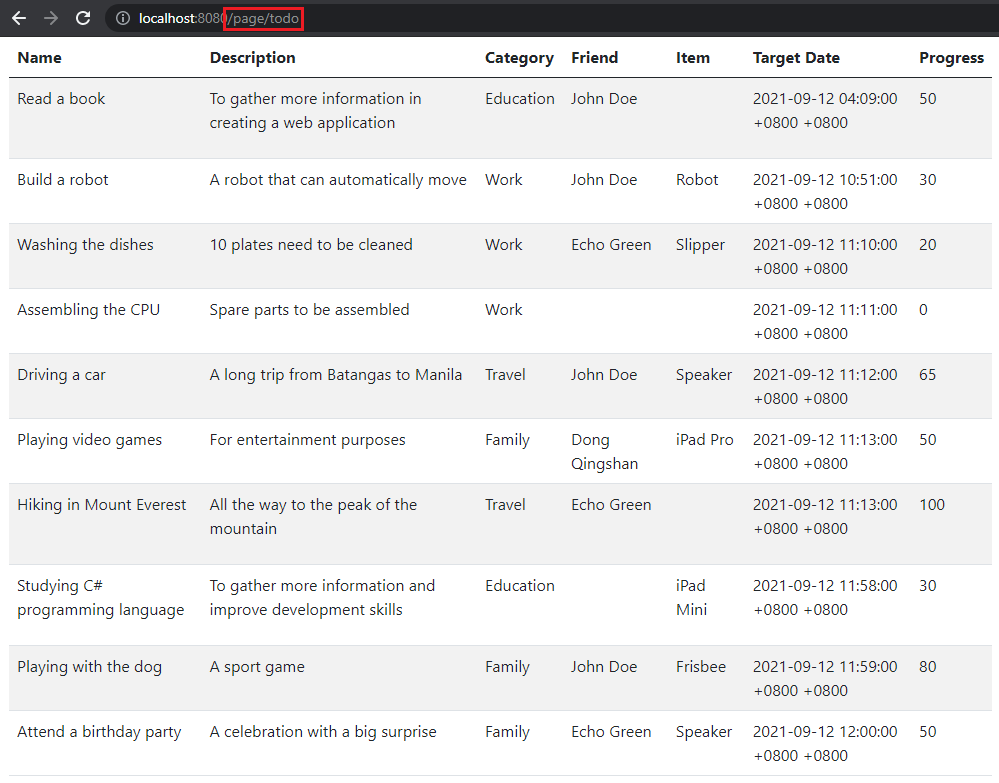 localhost:8080/page/todo
Name Description Category Friend Item Target Date Progress
Read a book To gather more information in Education John Doe 2021-09-12 04:09:00 50
creating a web application +0800 +0800
Build a robot A robot that can automatically move Work John Doe Robot 2021-09-12 10:51:00 30
+0800 +0800
Washing the dishes 10 plates need to be cleaned Work Echo Green Slipper 2021-09-12 11:10:00 20
+0800 +0800
Assembling the CPU Spare parts to be assembled Work 2021-09-12 11:11:00 0
+0800 +0800
Driving a car A long trip from Batangas to Manila Travel John Doe Speaker 2021-09-12 11:12:00 65
+0800 +0800
Playing video games For entertainment purposes Family Dong iPad Pro 2021-09-12 11:13:00 50
Qingshan +0800 +0800
Hiking in Mount Everest All the way to the peak of the Travel Echo Green 2021-09-12 11:13:00 100
mountain +0800 +0800
Studying C# To gather more information and Education iPad 2021-09-12 11:58:00 30
programming language improve development skills Mini +0800 +0800
Playing with the dog A sport game Family John Doe Frisbee 2021-09-12 11:59:00 80
+0800 +0800
Attend a birthday party A celebration with a big surprise Family Echo Green Speaker 2021-09-12 12:00:00 50
+0800 +0800